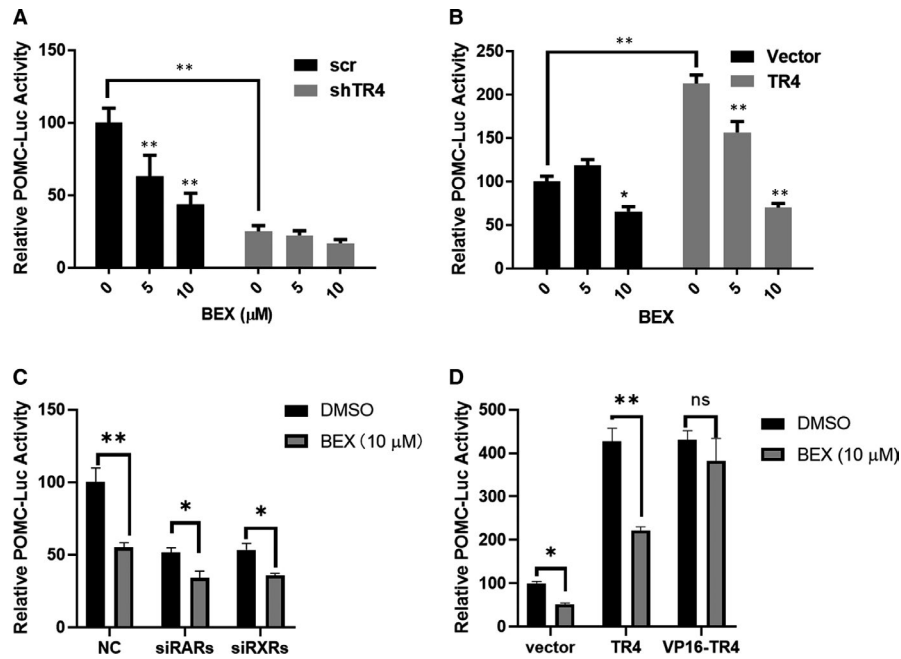 A
Relative POMC-Luc Activity
150
100
50
0
**
**
**
scr
shTR4
0 5 10 0 5 10
BEX (μM)
B
Relative POMC-Luc Activity
250
200
150
100
50
0
**
*
**
**
Vector
TR4
0 5 10 0 5 10
BEX
C
Relative POMC-Luc Activity
150
100
50
0
**
*
*
DMSO
BEX (10 μM)
NC siRARs siRXRs
D
Relative POMC-Luc Activity
500
400
300
200
100
0
*
**
ns
DMSO
BEX (10 μM)
vector TR4 VP16-TR4